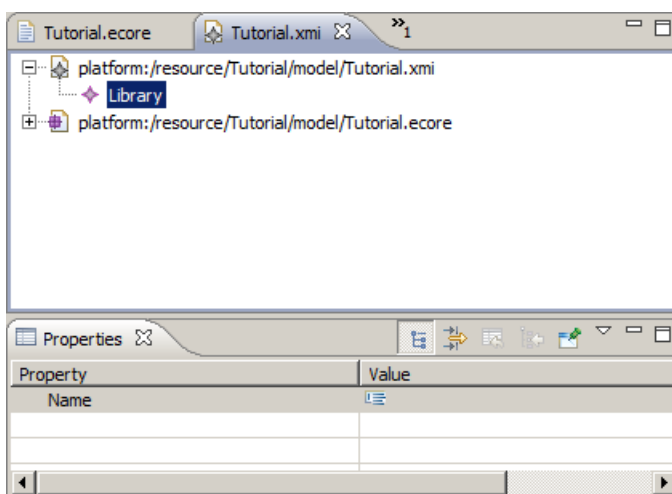 Tutorial.ecore Tutorial.xmi »1
platform:/resource/Tutorial/model/Tutorial.xmi
Library
platform:/resource/Tutorial/model/Tutorial.ecore
Properties
Property Value
Name